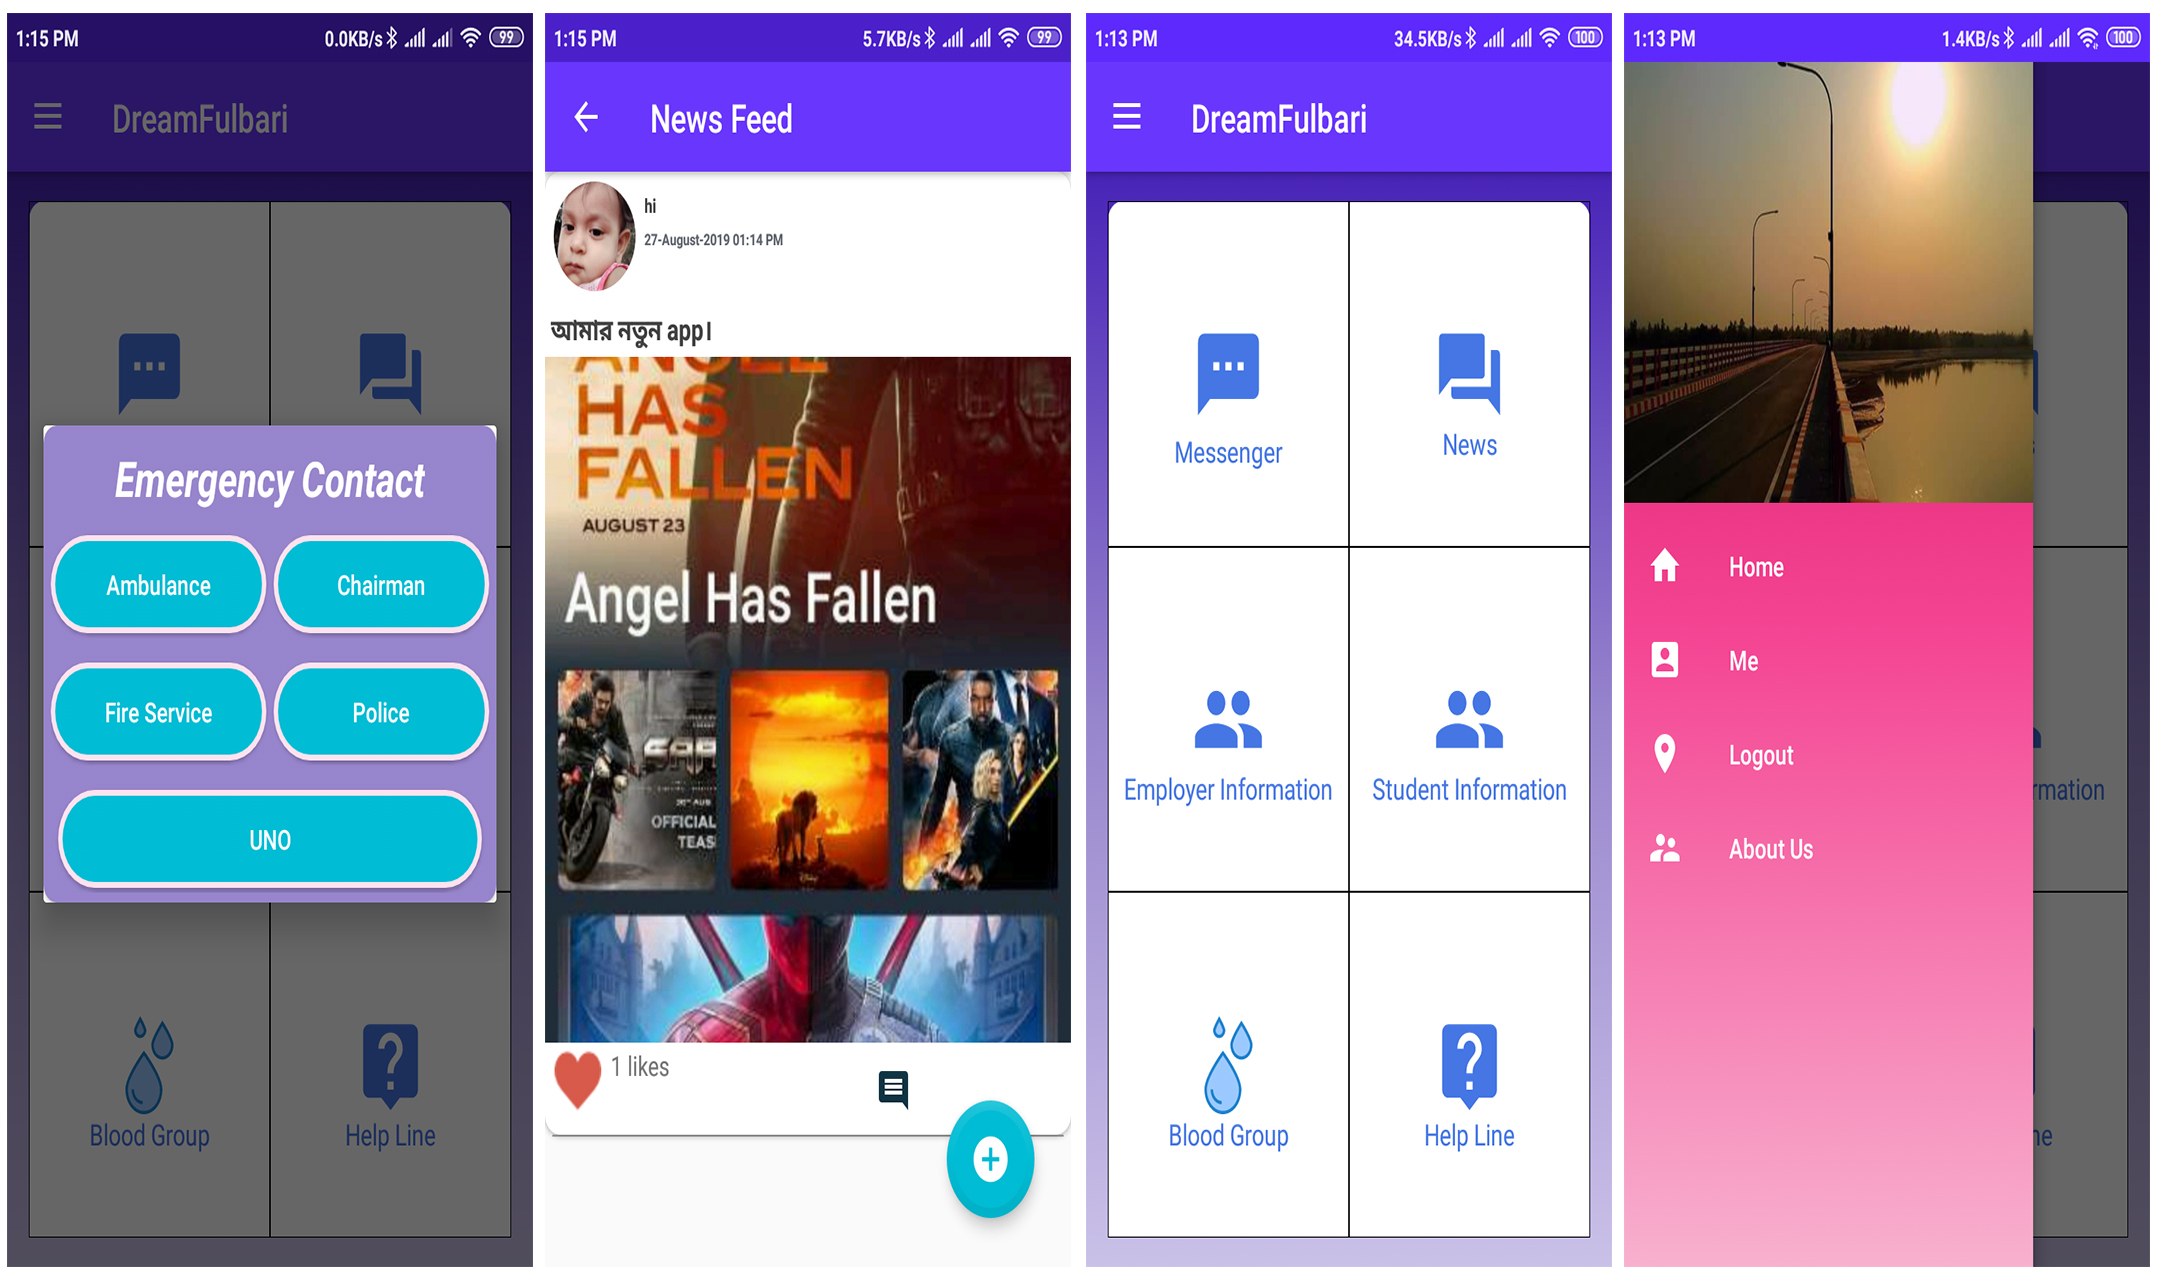 1:15 PM
0.0KB/s
99
DreamFulbari
Emergency Contact
Ambulance
Chairman
Fire Service
Police
UNO
Blood Group
Help Line
1:15 PM
5.7KB/s
99
News Feed
hi
27-August-2019 01:14 PM
আমার নতুন app।
ANGEL
HAS
FALLEN
AUGUST 23
Angel Has Fallen
OFFICIAL
TEAS
1 likes
1:13 PM
34.5KB/s
100
DreamFulbari
Messenger
News
Employer Information
Student Information
Blood Group
Help Line
1:13 PM
1.4KB/s
100
Home
Me
Logout
About Us
rmation
ne